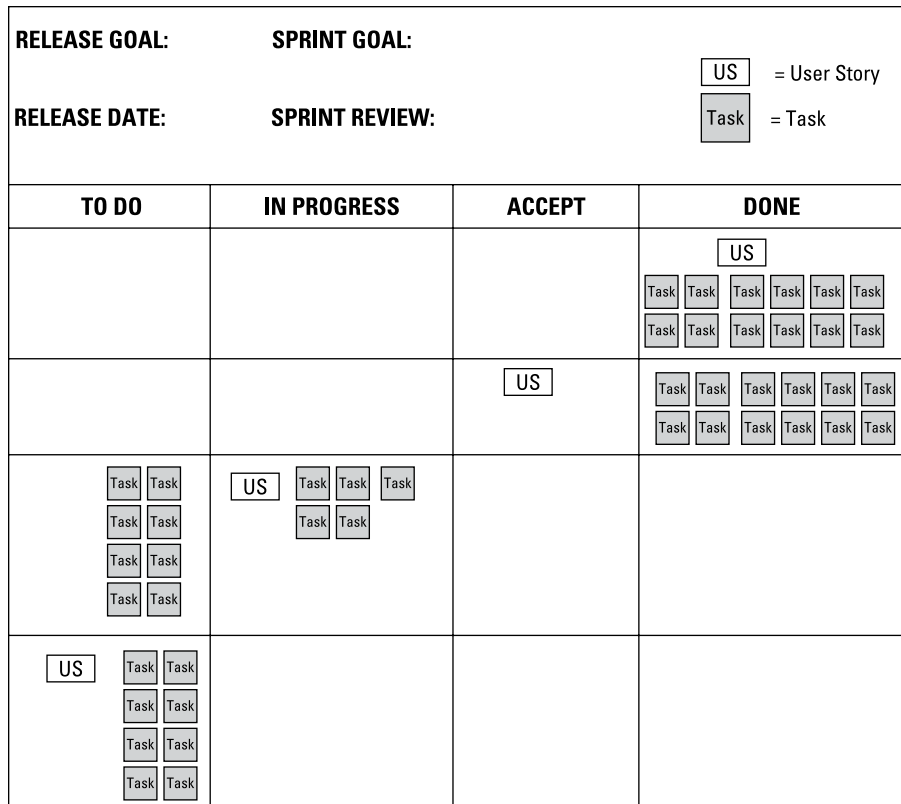 RELEASE GOAL: SPRINT GOAL:
US = User Story
RELEASE DATE: SPRINT REVIEW:
Task = Task
TO DO IN PROGRESS ACCEPT DONE
US
Task Task Task Task Task Task
Task Task Task Task Task Task
US
Task Task Task Task Task Task
Task Task Task Task Task Task
Task Task US Task Task Task
Task Task Task Task
Task Task
Task Task
US Task Task
Task Task
Task Task
Task Task